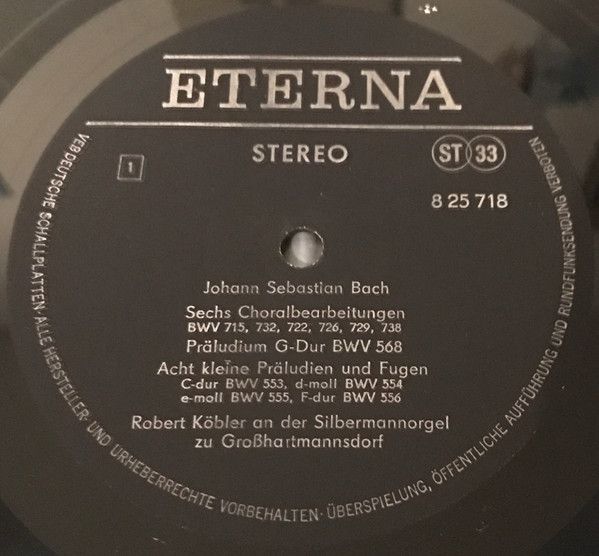 ETERNA
STEREO
ST 33
1
8 25 718
Johann Sebastian Bach
Sechs Choralbearbeitungen
BWV 715, 732, 722, 726, 729, 738
Präludium G-Dur BWV 568
Acht kleine Präludien und Fugen
C-dur BWV 553, d-moll BWV 554
e-moll BWV 555, F-dur BWV 556
Robert Köbler an der Silbermannorgel
zu Großhartmannsdorf
VEB DEUTSCHE SCHALLPLATTEN · ALLE HERSTELLER- UND URHEBERRECHTE VORBEHALTEN · ÜBERSPIELUNG, ÖFFENTLICHE AUFFÜHRUNG UND RUNDFUNKSENDUNG VERBOTEN